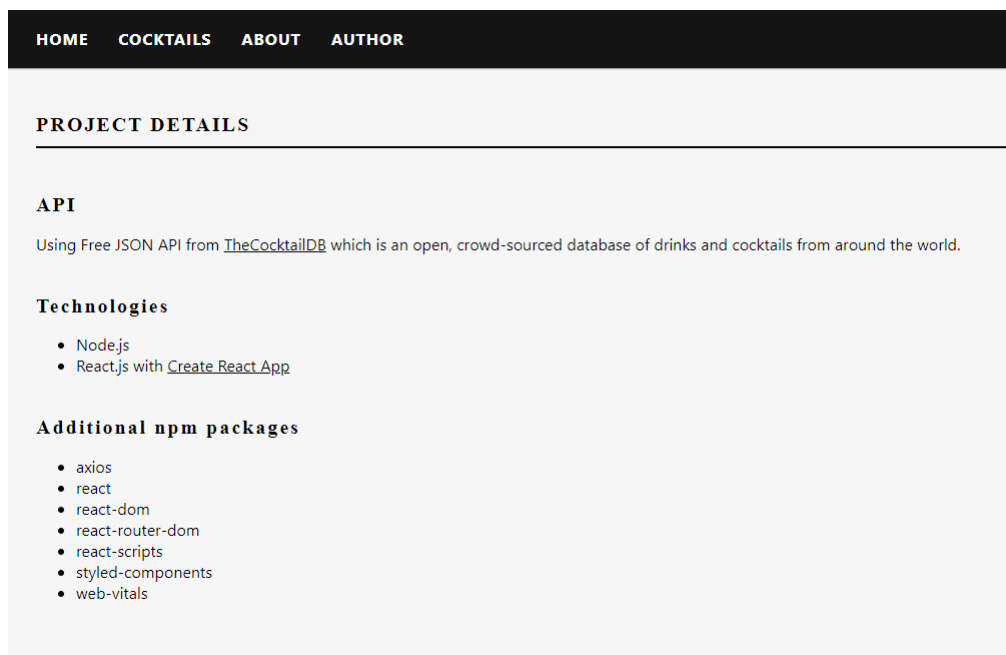 HOME COCKTAILS ABOUT AUTHOR
PROJECT DETAILS
API
Using Free JSON API from TheCocktailDB which is an open, crowd-sourced database of drinks and cocktails from around the world.
Technologies
• Node.js
• React.js with Create React App
Additional npm packages
• axios
• react
• react-dom
• react-router-dom
• react-scripts
• styled-components
• web-vitals